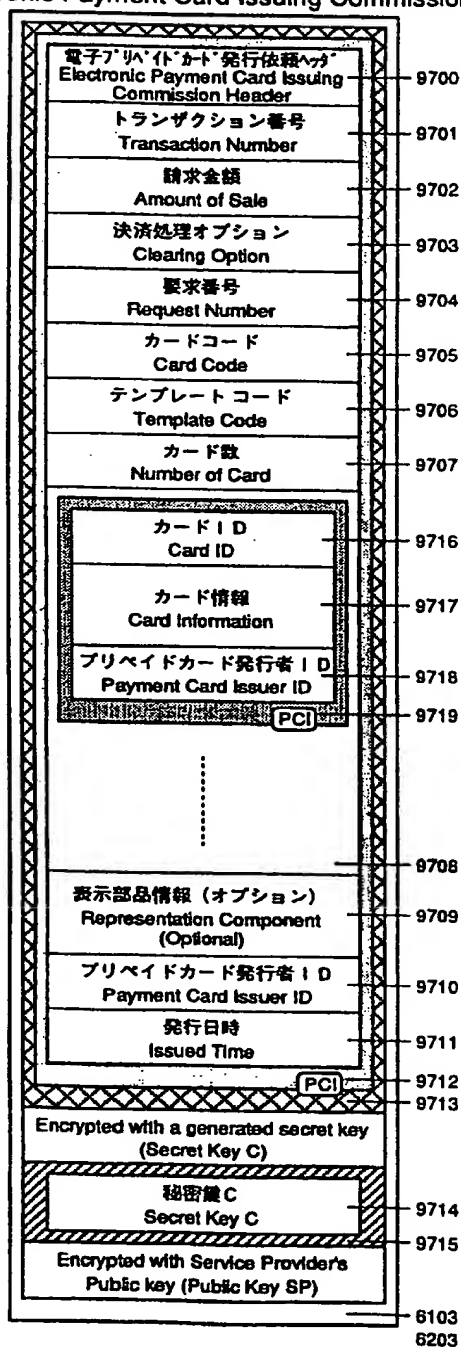 onic Payment Card Issuing Commission
電子プリペイドカード発行依頼ヘッダ
Electronic Payment Card Issuing
Commission Header
9700
トランザクション番号
Transaction Number
9701
請求金額
Amount of Sale
9702
決済処理オプション
Clearing Option
9703
要求番号
Request Number
9704
カードコード
Card Code
9705
テンプレート コード
Template Code
9706
カード数
Number of Card
9707
カードID
Card ID
9716
カード情報
Card Information
9717
プリペイドカード発行者ID
Payment Card Issuer ID
9718
PCI
9719
9708
表示部品情報（オプション）
Representation Component
(Optional)
9709
プリペイドカード発行者ID
Payment Card Issuer ID
9710
発行日時
Issued Time
9711
PCI
9712
9713
Encrypted with a generated secret key
(Secret Key C)
秘密鍵C
Secret Key C
9714
9715
Encrypted with Service Provider's
Public key (Public Key SP)
6103
6203